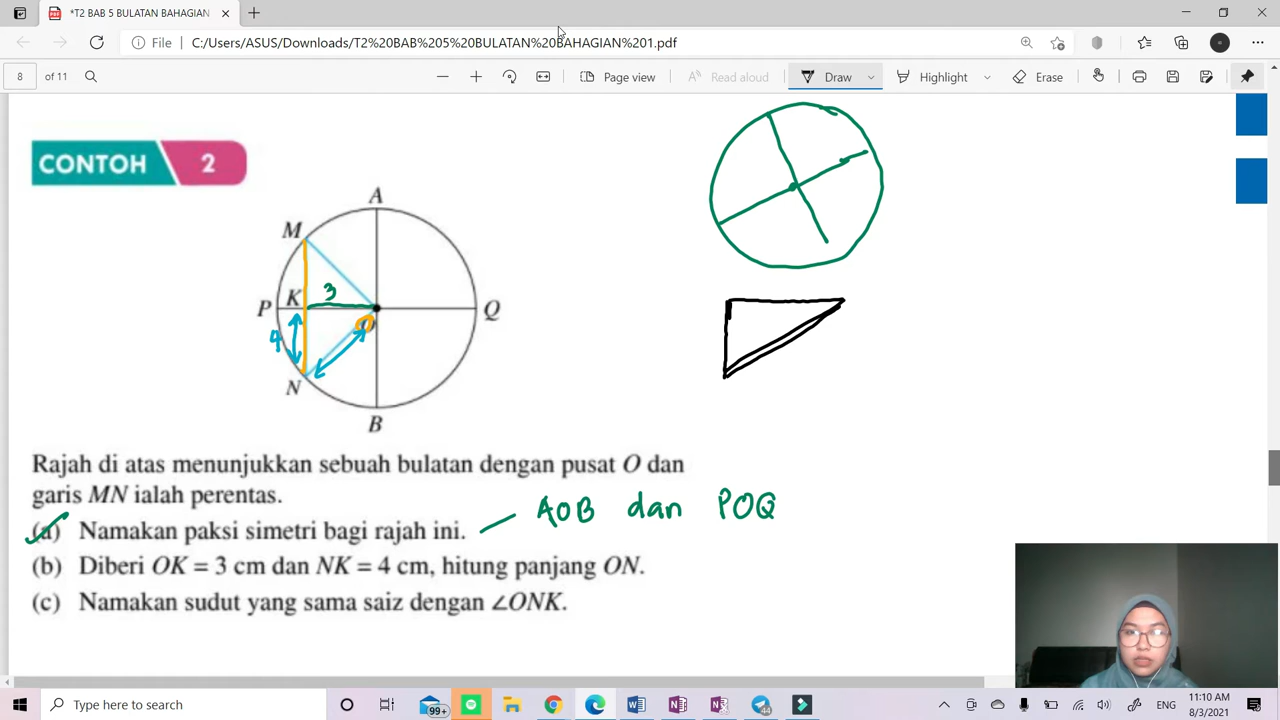 *T2 BAB 5 BULATAN BAHAGIAN
File
C:/Users/ASUS/Downloads/T2%20BAB%205%20BULATAN%20BAHAGIAN%201.pdf
8 of 11
Page view
Read aloud
Draw
Highlight
Erase
CONTOH 2
A
M
3
P K O Q
4
N
B
Rajah di atas menunjukkan sebuah bulatan dengan pusat O dan
garis MN ialah perentas.
(a) Namakan paksi simetri bagi rajah ini. AOB dan POQ
(b) Diberi OK = 3 cm dan NK = 4 cm, hitung panjang ON.
(c) Namakan sudut yang sama saiz dengan ∠ONK.
Type here to search
99+
44
ENG
11:10 AM
8/3/2021